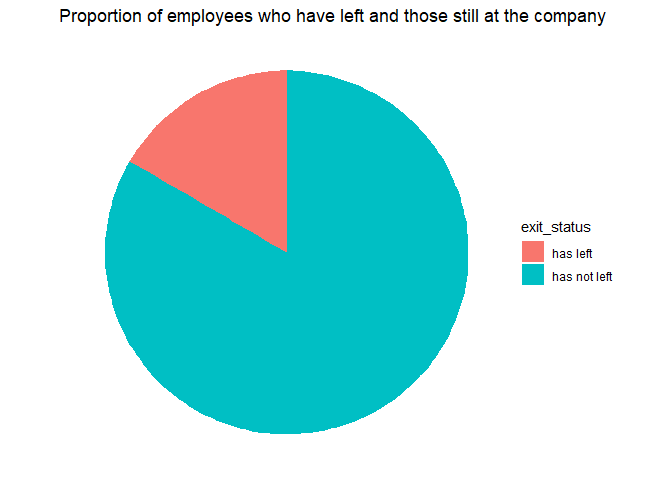 Proportion of employees who have left and those still at the company
exit_status
has left
has not left